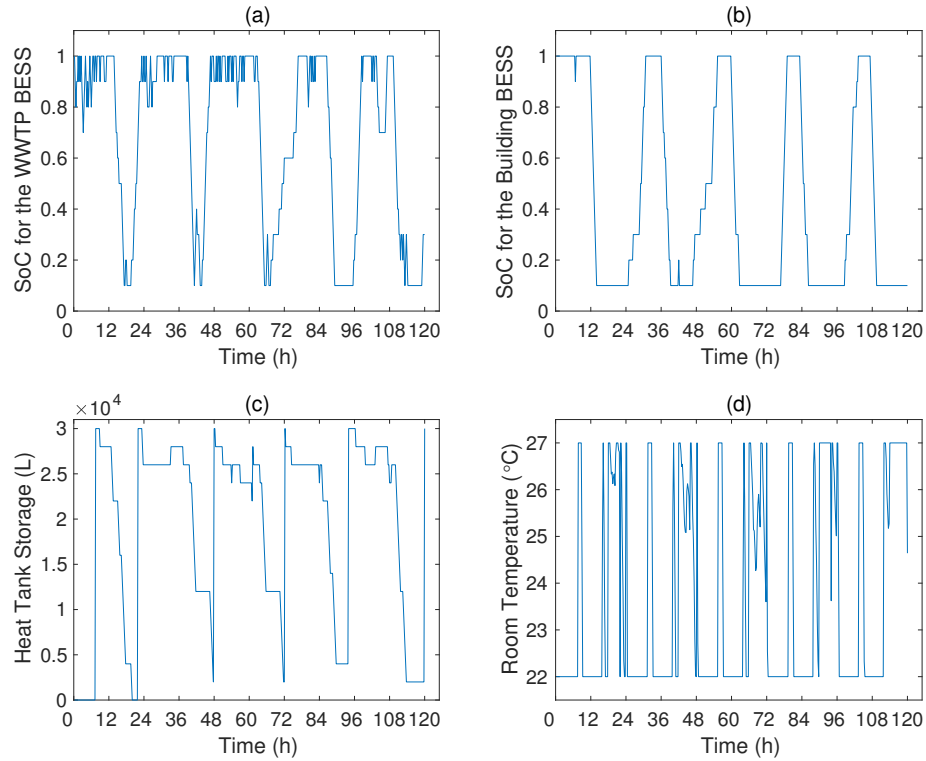 (a)
SoC for the WWTP BESS
1
0.8
0.6
0.4
0.2
0
0 12 24 36 48 60 72 84 96 108 120
Time (h)
(b)
SoC for the Building BESS
1
0.8
0.6
0.4
0.2
0
0 12 24 36 48 60 72 84 96 108 120
Time (h)
(c)
×10⁴
Heat Tank Storage (L)
3
2.5
2
1.5
1
0.5
0
0 12 24 36 48 60 72 84 96 108 120
Time (h)
(d)
Room Temperature (°C)
27
26
25
24
23
22
0 12 24 36 48 60 72 84 96 108 120
Time (h)